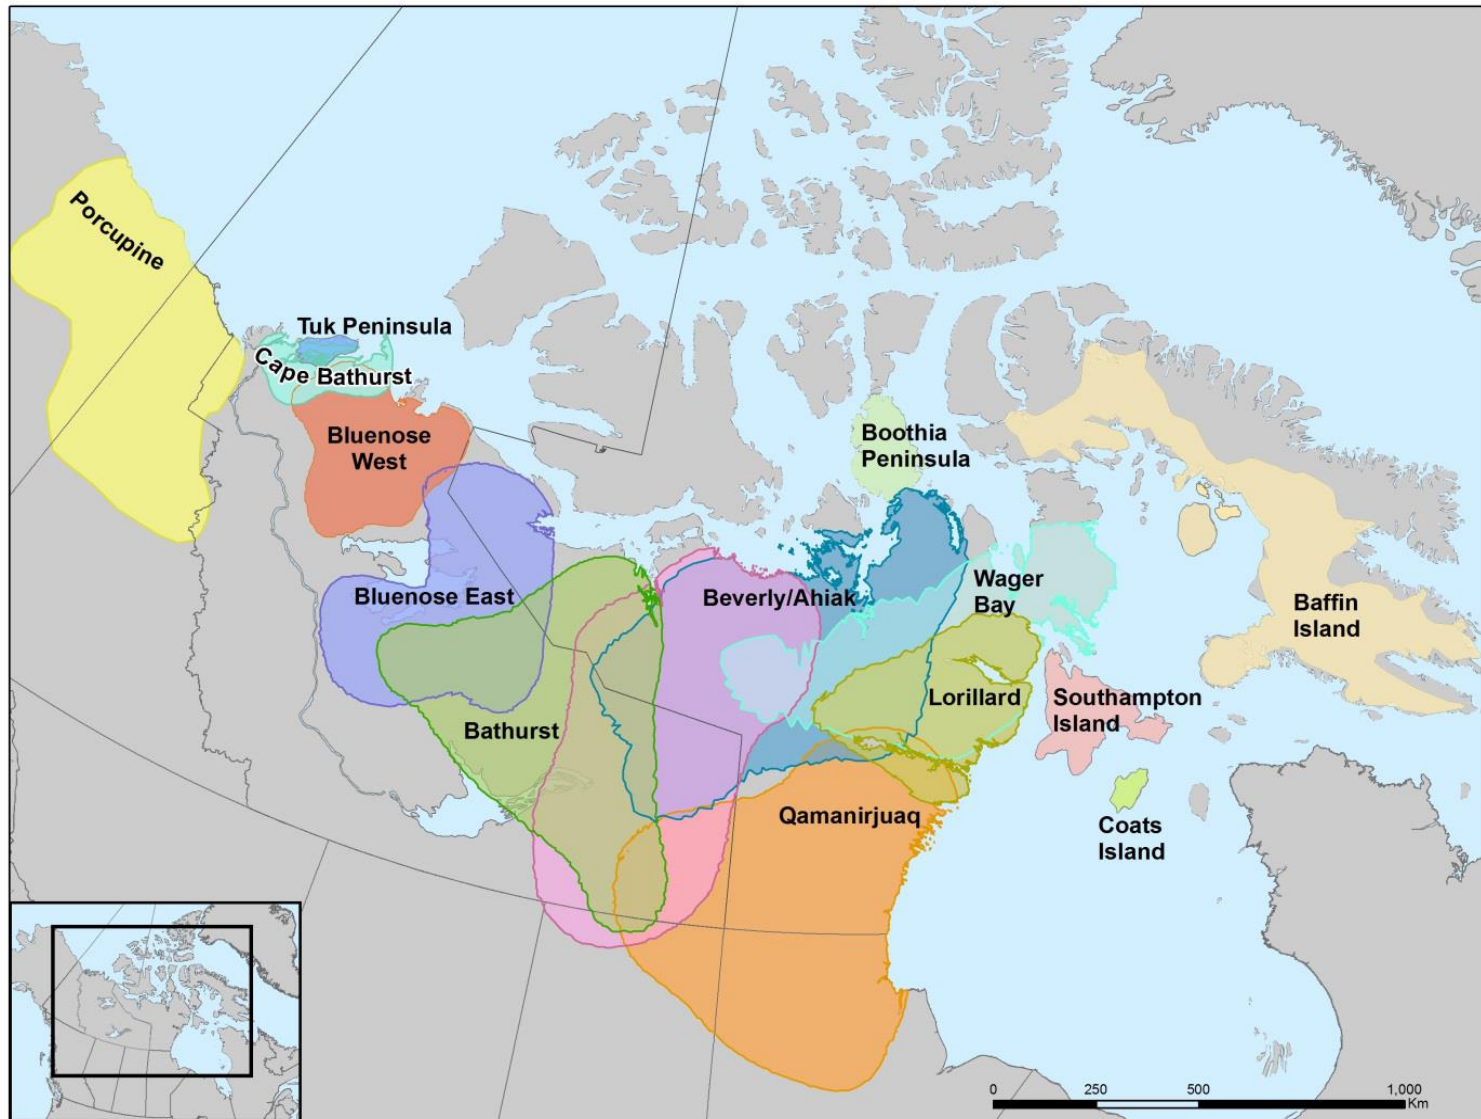 Porcupine
Tuk Peninsula
Cape Bathurst
Bluenose
West
Boothia
Peninsula
Bluenose East
Beverly/Ahiak
Wager
Bay
Baffin
Island
Bathurst
Lorillard
Southampton
Island
Qamanirjuaq
Coats
Island
0 250 500 1,000
Km